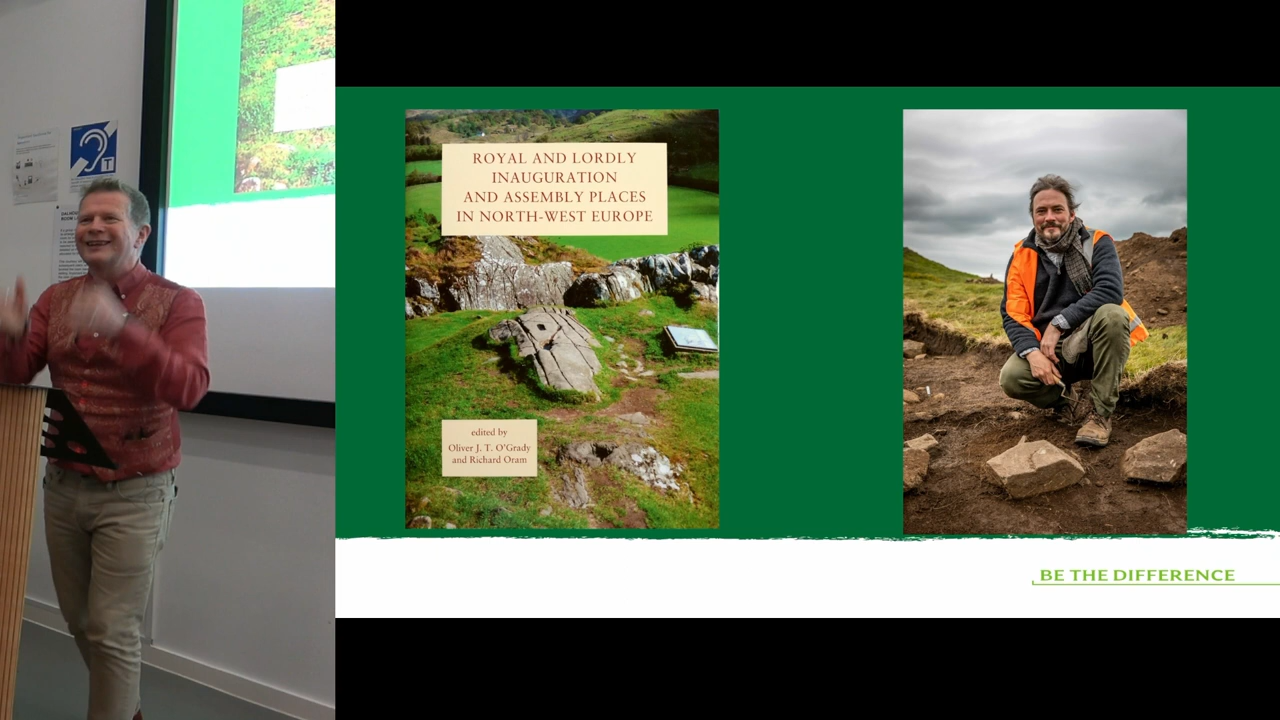 T
ROYAL AND LORDLY
INAUGURATION
AND ASSEMBLY PLACES
IN NORTH-WEST EUROPE
edited by
Oliver J. T. O'Grady
and Richard Oram
BE THE DIFFERENCE